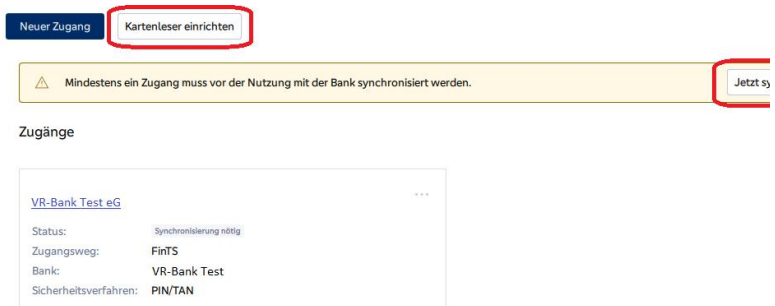 Neuer Zugang Kartenleser einrichten
Mindestens ein Zugang muss vor der Nutzung mit der Bank synchronisiert werden. Jetzt
Zugänge
VR-Bank Test eG
Status: Synchronisierung nötig
Zugangsweg: FinTS
Bank: VR-Bank Test
Sicherheitsverfahren: PIN/TAN